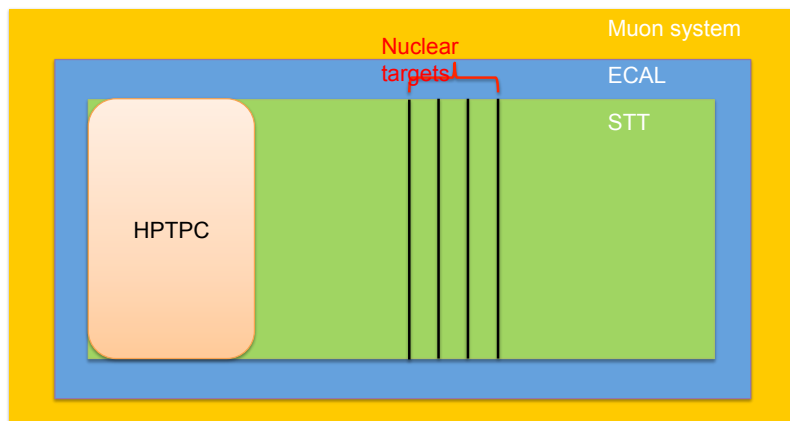 Muon system
Nuclear
targets
ECAL
STT
HPTPC